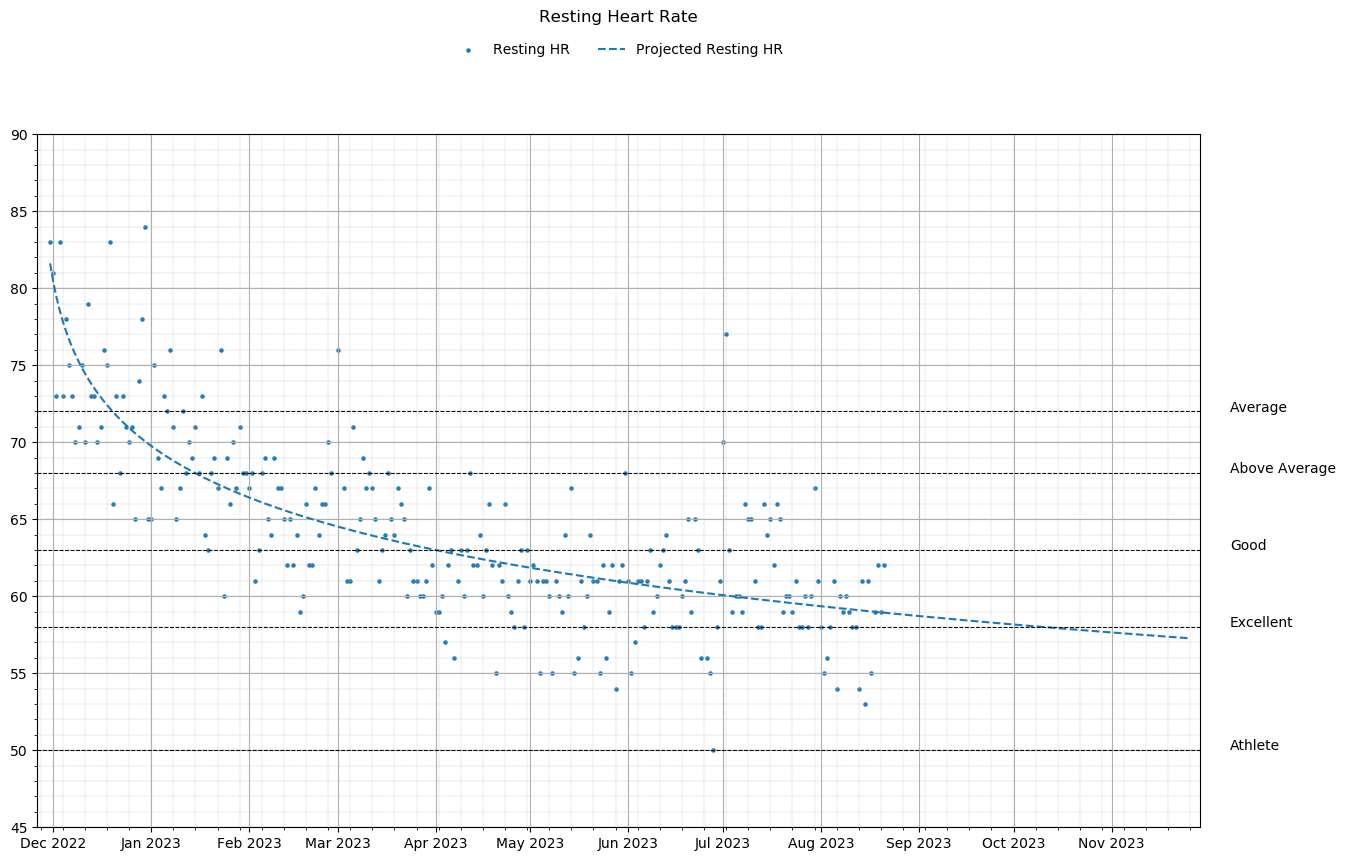 Resting Heart Rate
Resting HR
Projected Resting HR
90
85
80
75
Average
70
Above Average
65
Good
60
Excellent
55
50
Athlete
45
Dec 2022
Jan 2023
Feb 2023
Mar 2023
Apr 2023
May 2023
Jun 2023
Jul 2023
Aug 2023
Sep 2023
Oct 2023
Nov 2023